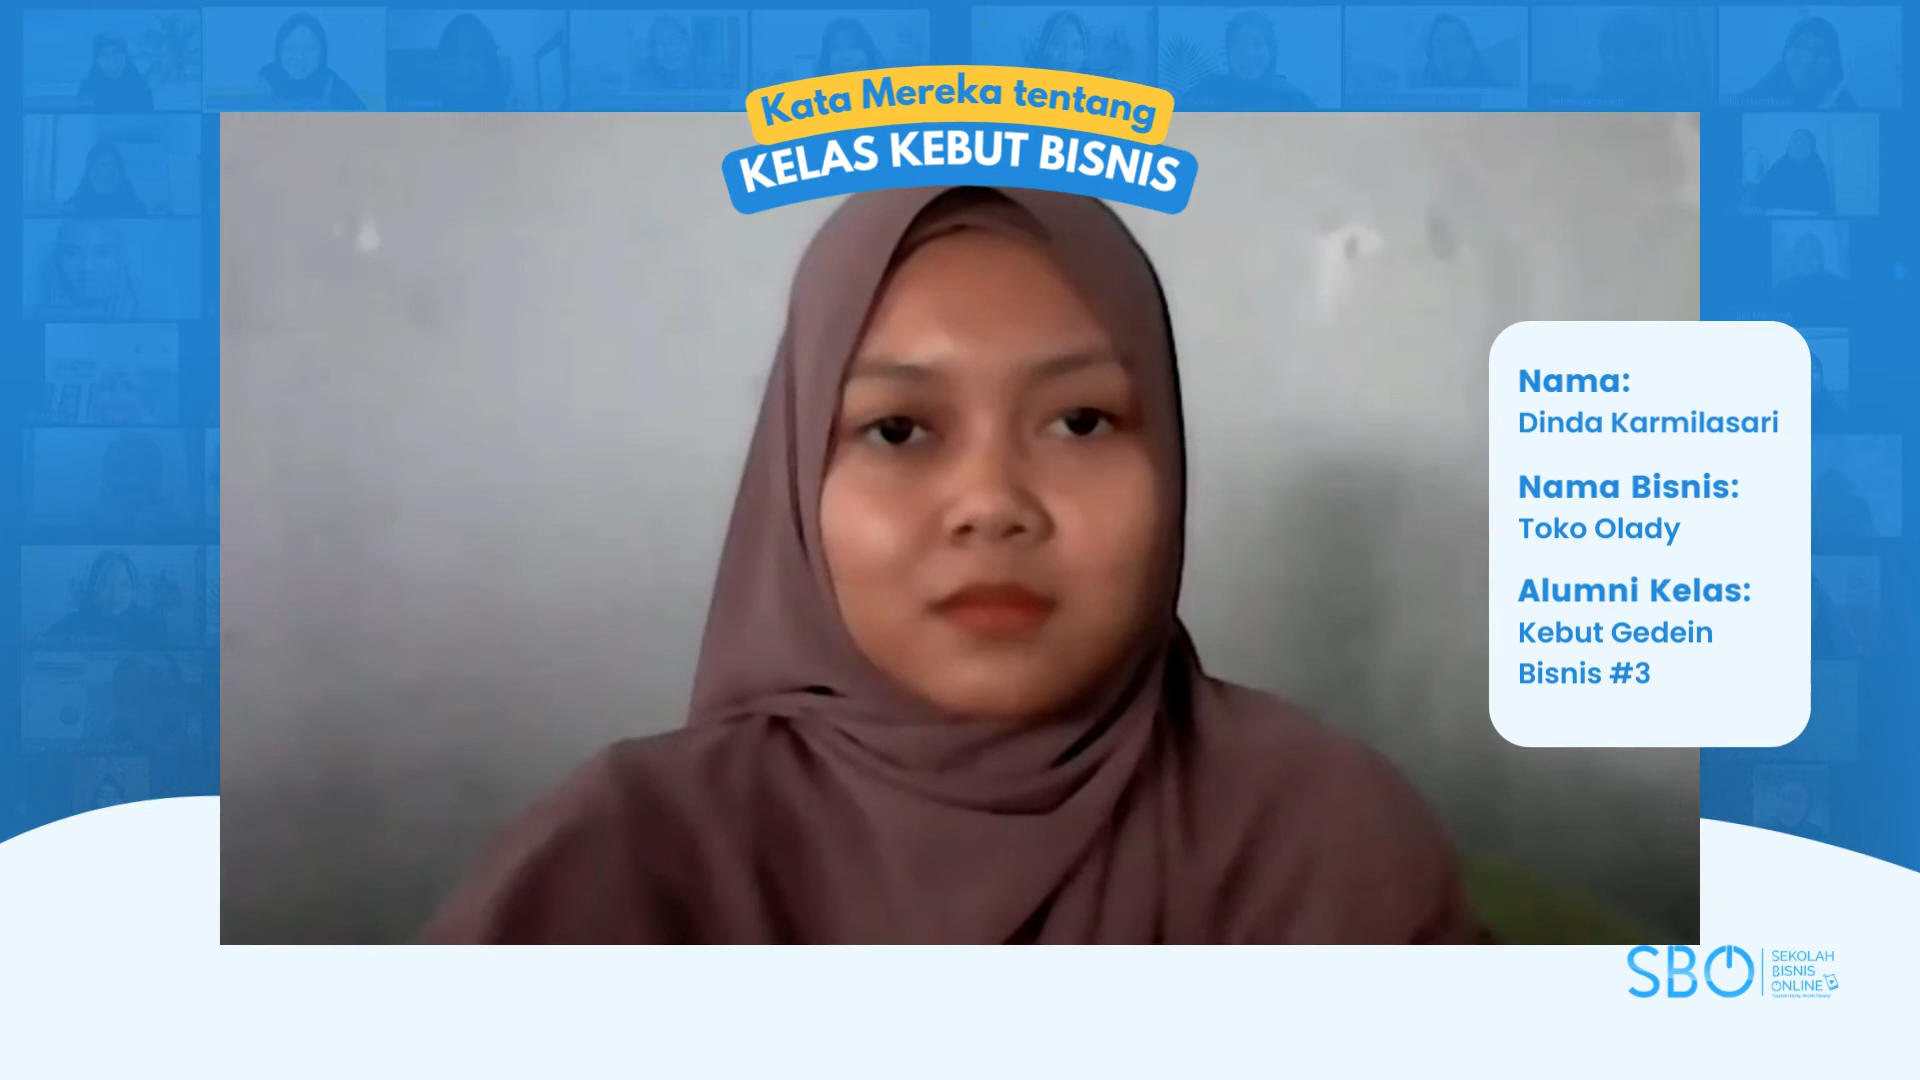 Kata Mereka tentang
KELAS KEBUT BISNIS
Nama:
Dinda Karmilasari
Nama Bisnis:
Toko Olady
Alumni Kelas:
Kebut Gedein
Bisnis #3
SBO
SEKOLAH
BISNIS
ONLINE